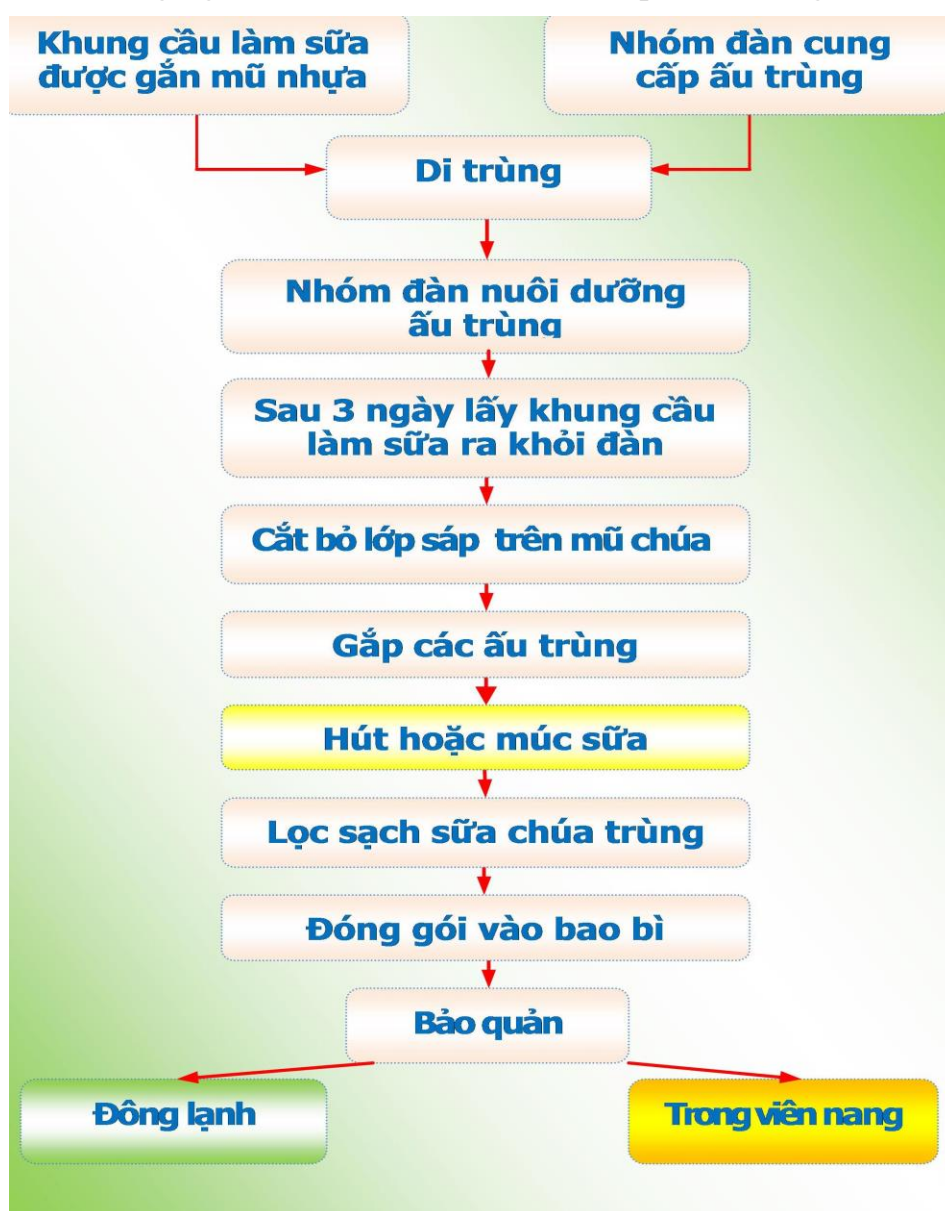 Khung cầu làm sữa
được gắn mũ nhựa
Nhóm đàn cung
cấp ấu trùng
Di trùng
Nhóm đàn nuôi dưỡng
ấu trùng
Sau 3 ngày lấy khung cầu
làm sữa ra khỏi đàn
Cắt bỏ lớp sáp trên mũ chúa
Gắp các ấu trùng
Hút hoặc múc sữa
Lọc sạch sữa chúa trùng
Đóng gói vào bao bì
Bảo quản
Đông lạnh
Trong viên nang